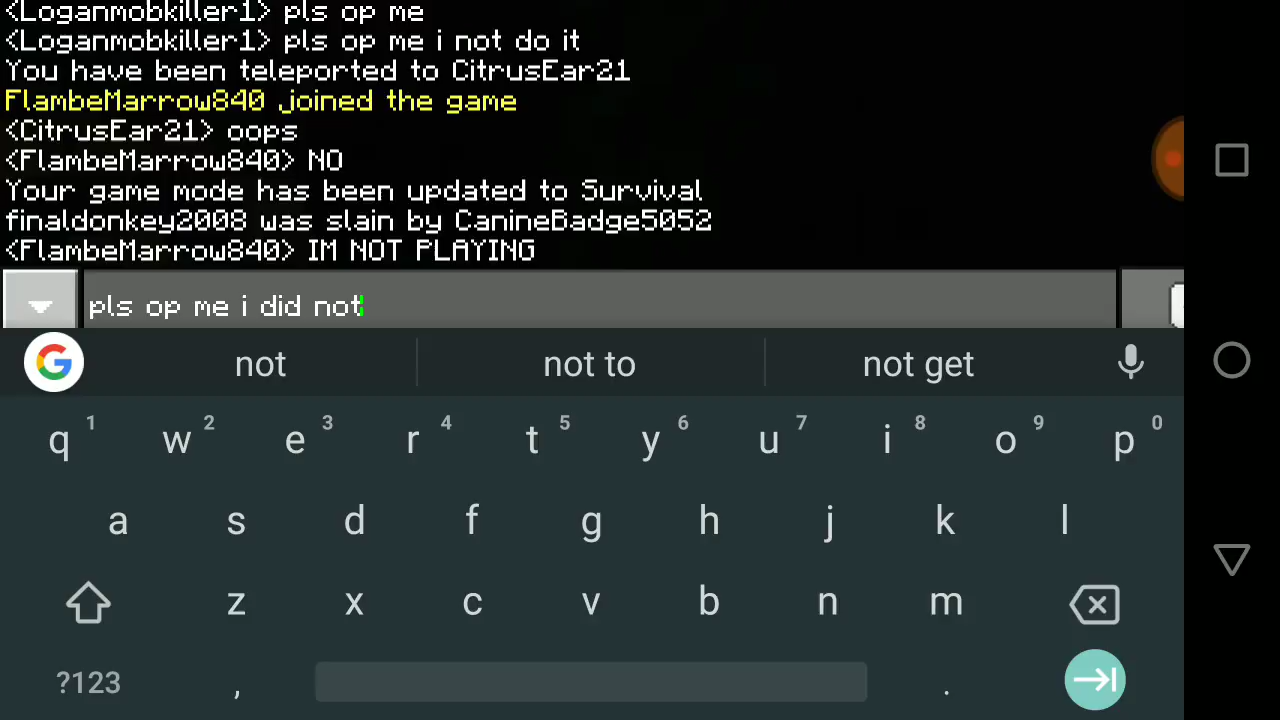 <Loganmobkiller1> pls op me
<Loganmobkiller1> pls op me i not do it
You have been teleported to CitrusEar21
FlambeMarrow840 joined the game
<CitrusEar21> oops
<FlambeMarrow840> NO
Your game mode has been updated to Survival
finaldonkey2008 was slain by CanineBadge5052
<FlambeMarrow840> IM NOT PLAYING
pls op me i did not
G not not to not get
q 1 w 2 e 3 r 4 t 5 y 6 u 7 i 8 o 9 p 0
a s d f g h j k l
z x c v b n m
?123 , .